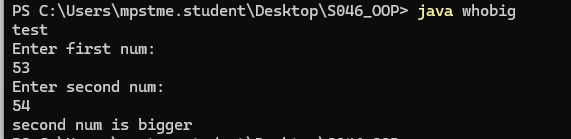 PS C:\Users\mpstme.student\Desktop\S046_OOP> java whobig
test
Enter first num:
53
Enter second num:
54
second num is bigger